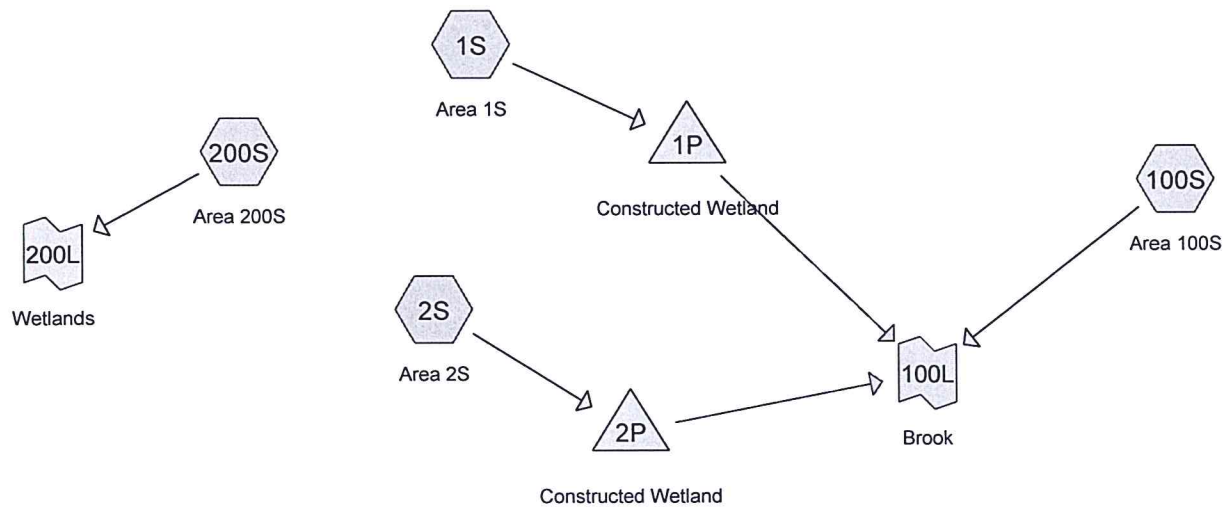 1S
Area 1S
1P
Constructed Wetland
200S
Area 200S
200L
Wetlands
100S
Area 100S
2S
Area 2S
2P
Constructed Wetland
100L
Brook